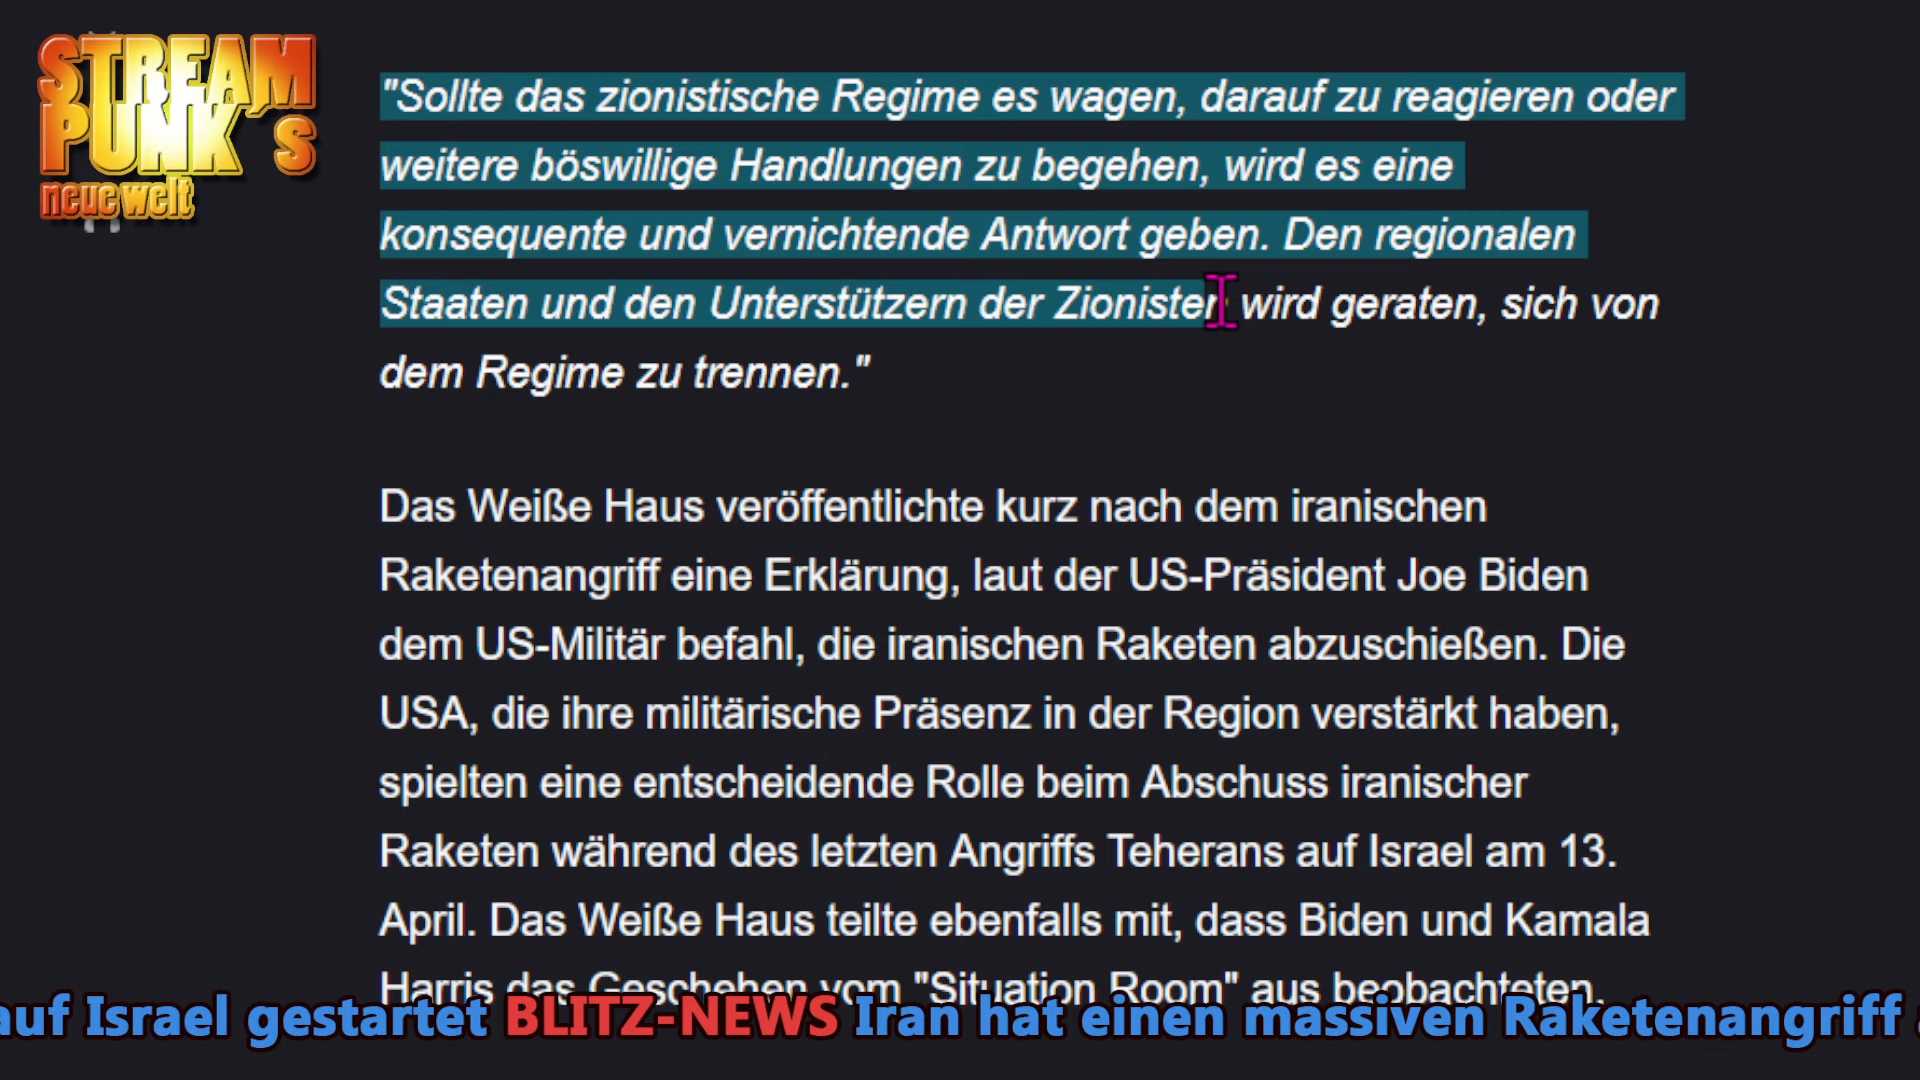 STREAM
PUNK´s
neue welt
"Sollte das zionistische Regime es wagen, darauf zu reagieren oder
weitere böswillige Handlungen zu begehen, wird es eine
konsequente und vernichtende Antwort geben. Den regionalen
Staaten und den Unterstützern der Zionisten wird geraten, sich von
dem Regime zu trennen."
Das Weiße Haus veröffentlichte kurz nach dem iranischen
Raketenangriff eine Erklärung, laut der US-Präsident Joe Biden
dem US-Militär befahl, die iranischen Raketen abzuschießen. Die
USA, die ihre militärische Präsenz in der Region verstärkt haben,
spielten eine entscheidende Rolle beim Abschuss iranischer
Raketen während des letzten Angriffs Teherans auf Israel am 13.
April. Das Weiße Haus teilte ebenfalls mit, dass Biden und Kamala
Harris das Geschehen vom "Situation Room" aus beobachteten.
auf Israel gestartet BLITZ-NEWS Iran hat einen massiven Raketenangriff